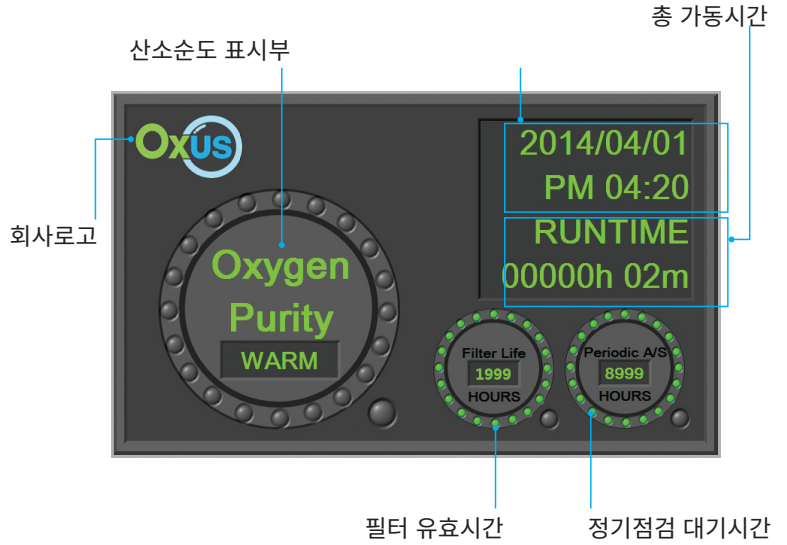 총 가동시간
산소순도 표시부
Oxus
2014/04/01
PM 04:20
회사로고
RUNTIME
00000h 02m
Oxygen
Purity
WARM
Filter Life
1999
HOURS
Periodic A/S
8999
HOURS
필터 유효시간
정기점검 대기시간